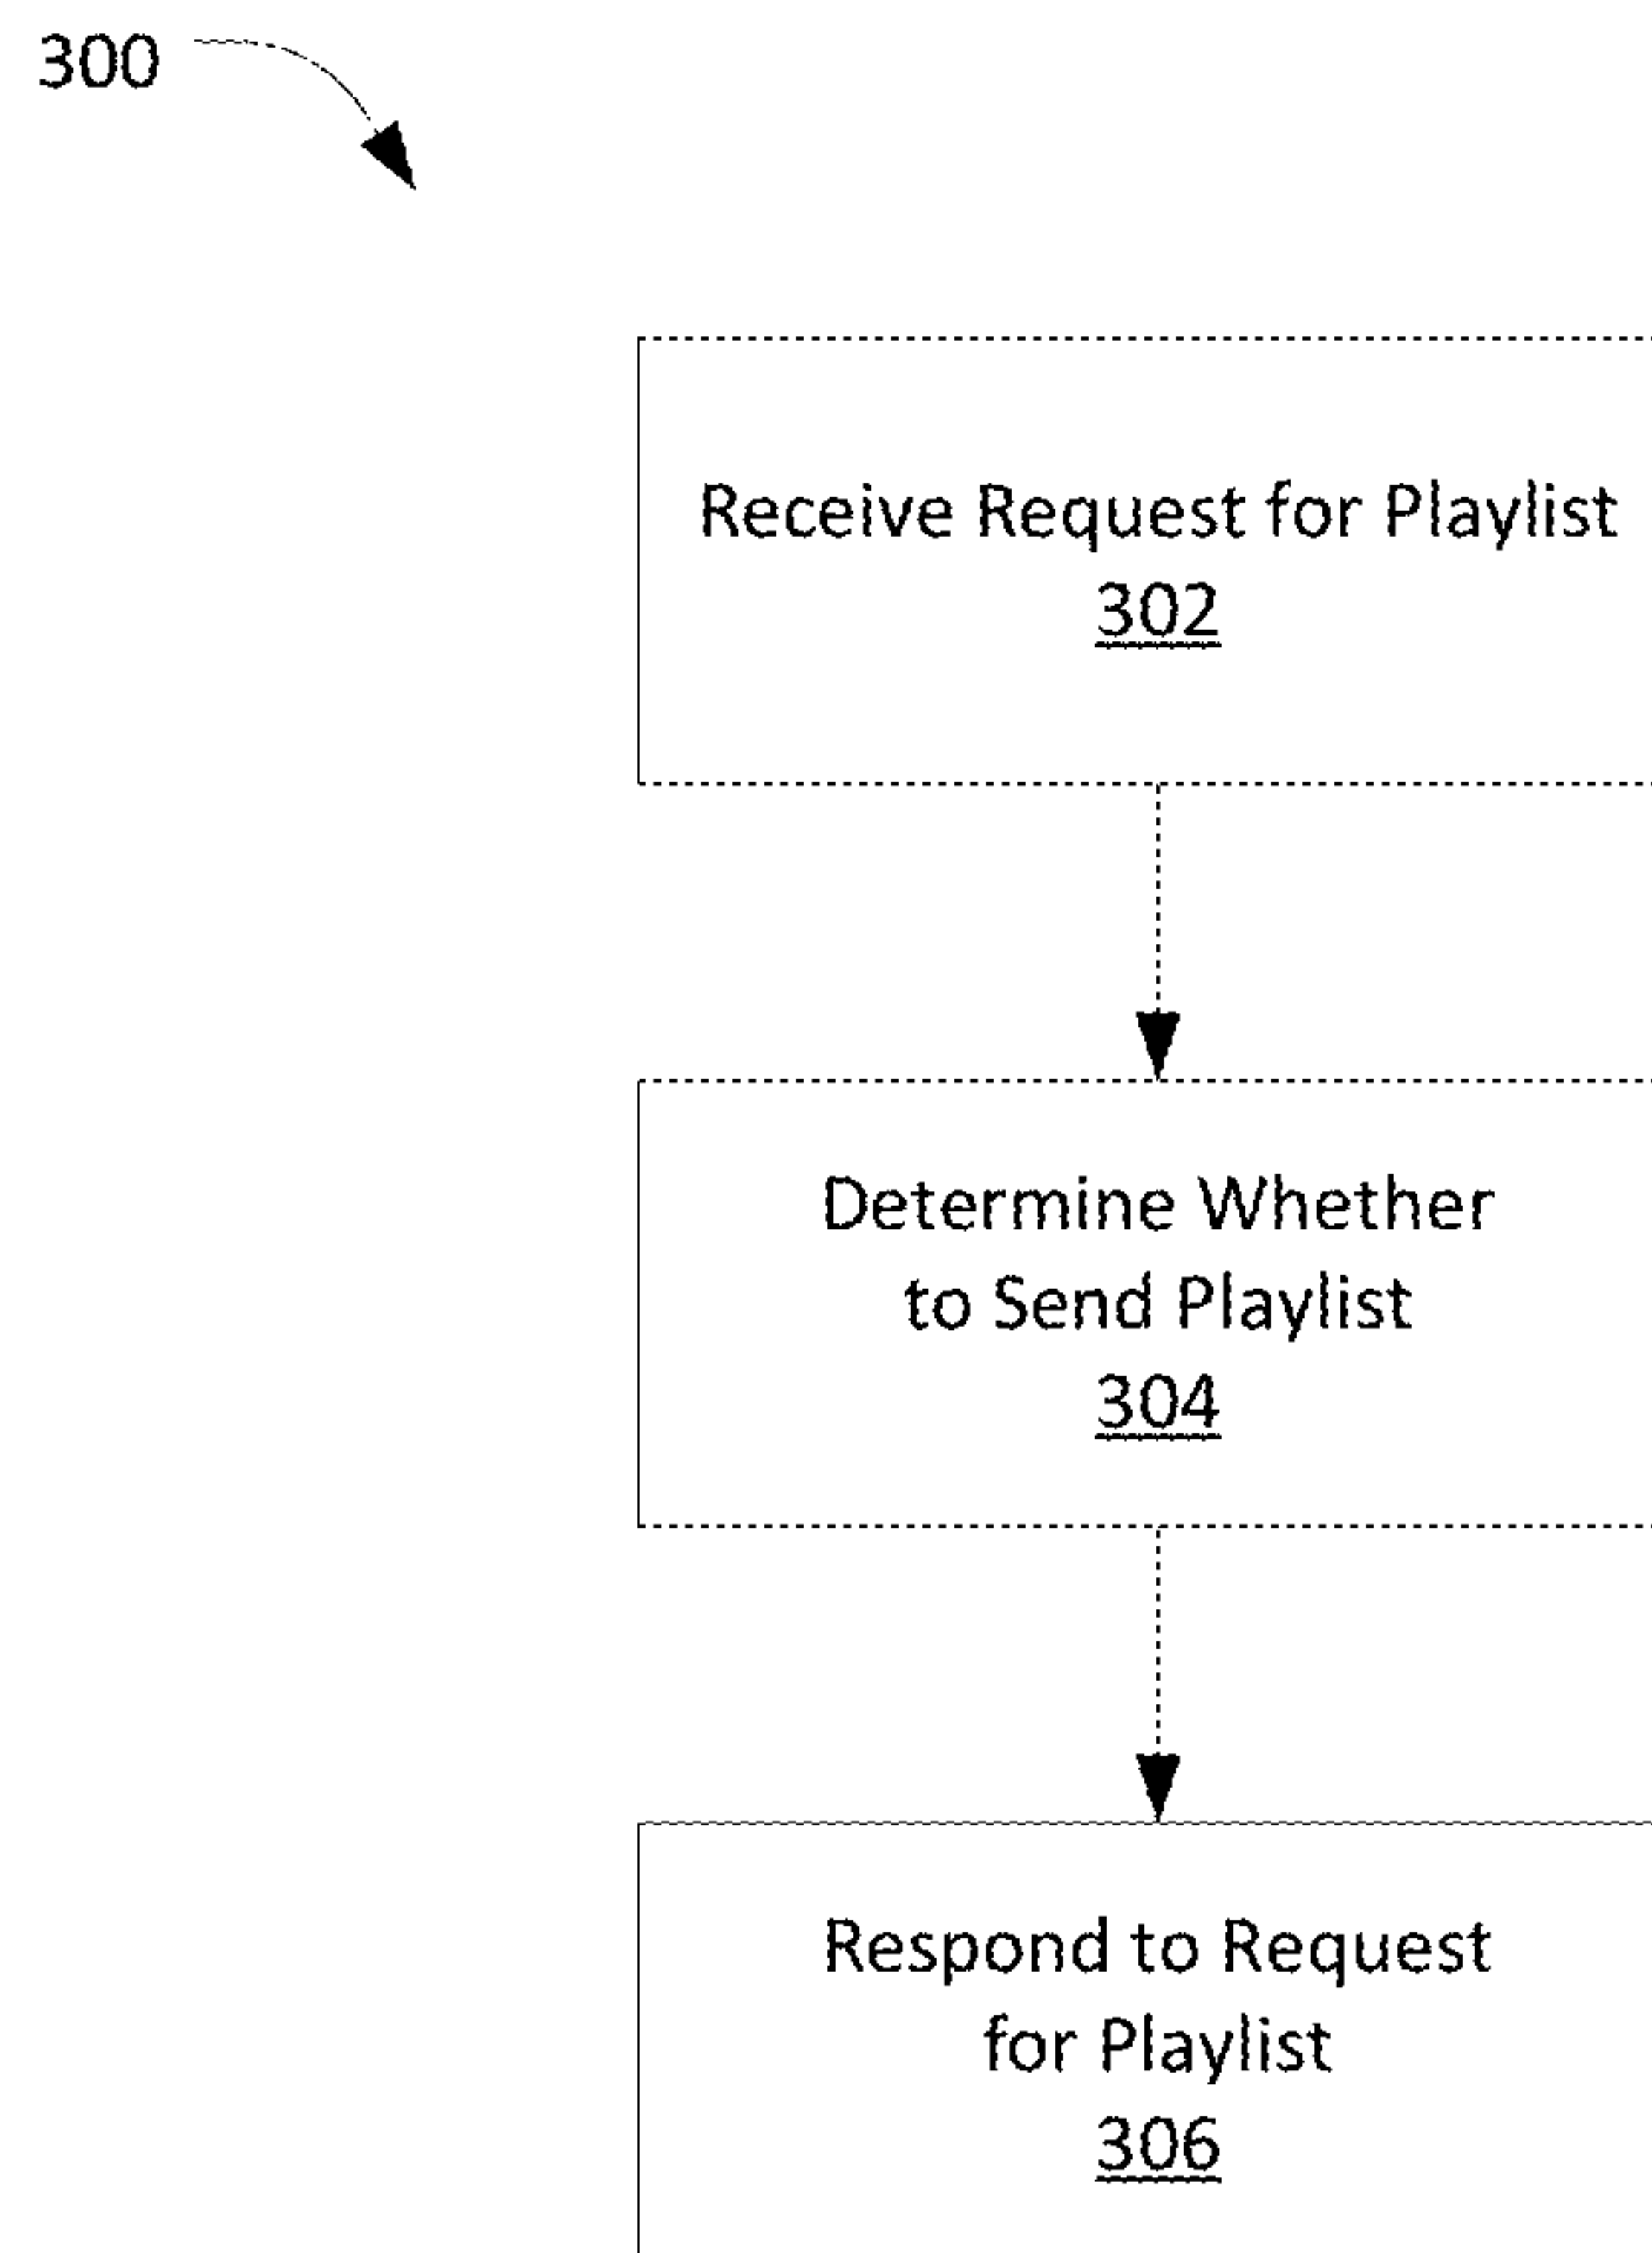 300
Receive Request for Playlist
302
Determine Whether
to Send Playlist
304
Respond to Request
for Playlist
306